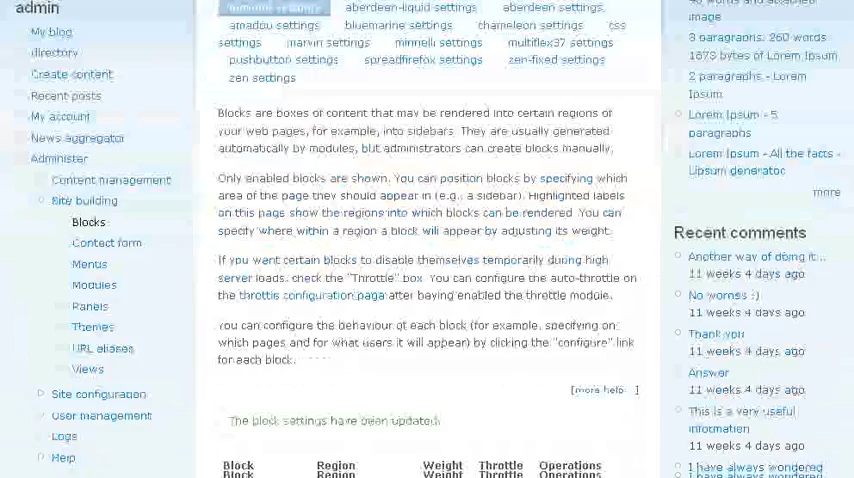 admin
My blog
directory
Create content
Recent posts
My account
News aggregator
Administer
Content management
Site building
Blocks
Contact form
Menus
Modules
Panels
Themes
URL aliases
Views
Site configuration
User management
Logs
Help
settings aberdeen-liquid settings aberdeen settings
amadou settings bluemarine settings chameleon settings css
settings marvin settings minnelli settings multiflex37 settings
pushbutton settings spreadfirefox settings zen-fixed settings
zen settings
Blocks are boxes of content that may be rendered into certain regions of
your web pages, for example, into sidebars. They are usually generated
automatically by modules, but administrators can create blocks manually.
Only enabled blocks are shown. You can position blocks by specifying which
area of the page they should appear in (e.g., a sidebar). Highlighted labels
on this page show the regions into which blocks can be rendered. You can
specify where within a region a block will appear by adjusting its weight.
If you want certain blocks to disable themselves temporarily during high
server loads, check the "Throttle" box. You can configure the auto-throttle on
the throttle configuration page after having enabled the throttle module.
You can configure the behaviour of each block (for example, specifying on
which pages and for what users it will appear) by clicking the "configure" link
for each block.
[more help...]
The block settings have been updated.
Block Region Weight Throttle Operations
40 words and attached
image
3 paragraphs, 260 words
1673 bytes of Lorem Ipsum
2 paragraphs - Lorem
Ipsum
Lorem Ipsum - 5
paragraphs
Lorem Ipsum - All the facts -
Lipsum generator
more
Recent comments
Another way of doing it...
11 weeks 4 days ago
No worries :)
11 weeks 4 days ago
Thank you
11 weeks 4 days ago
Answer
11 weeks 4 days ago
This is a very useful
information
11 weeks 4 days ago
I have always wondered